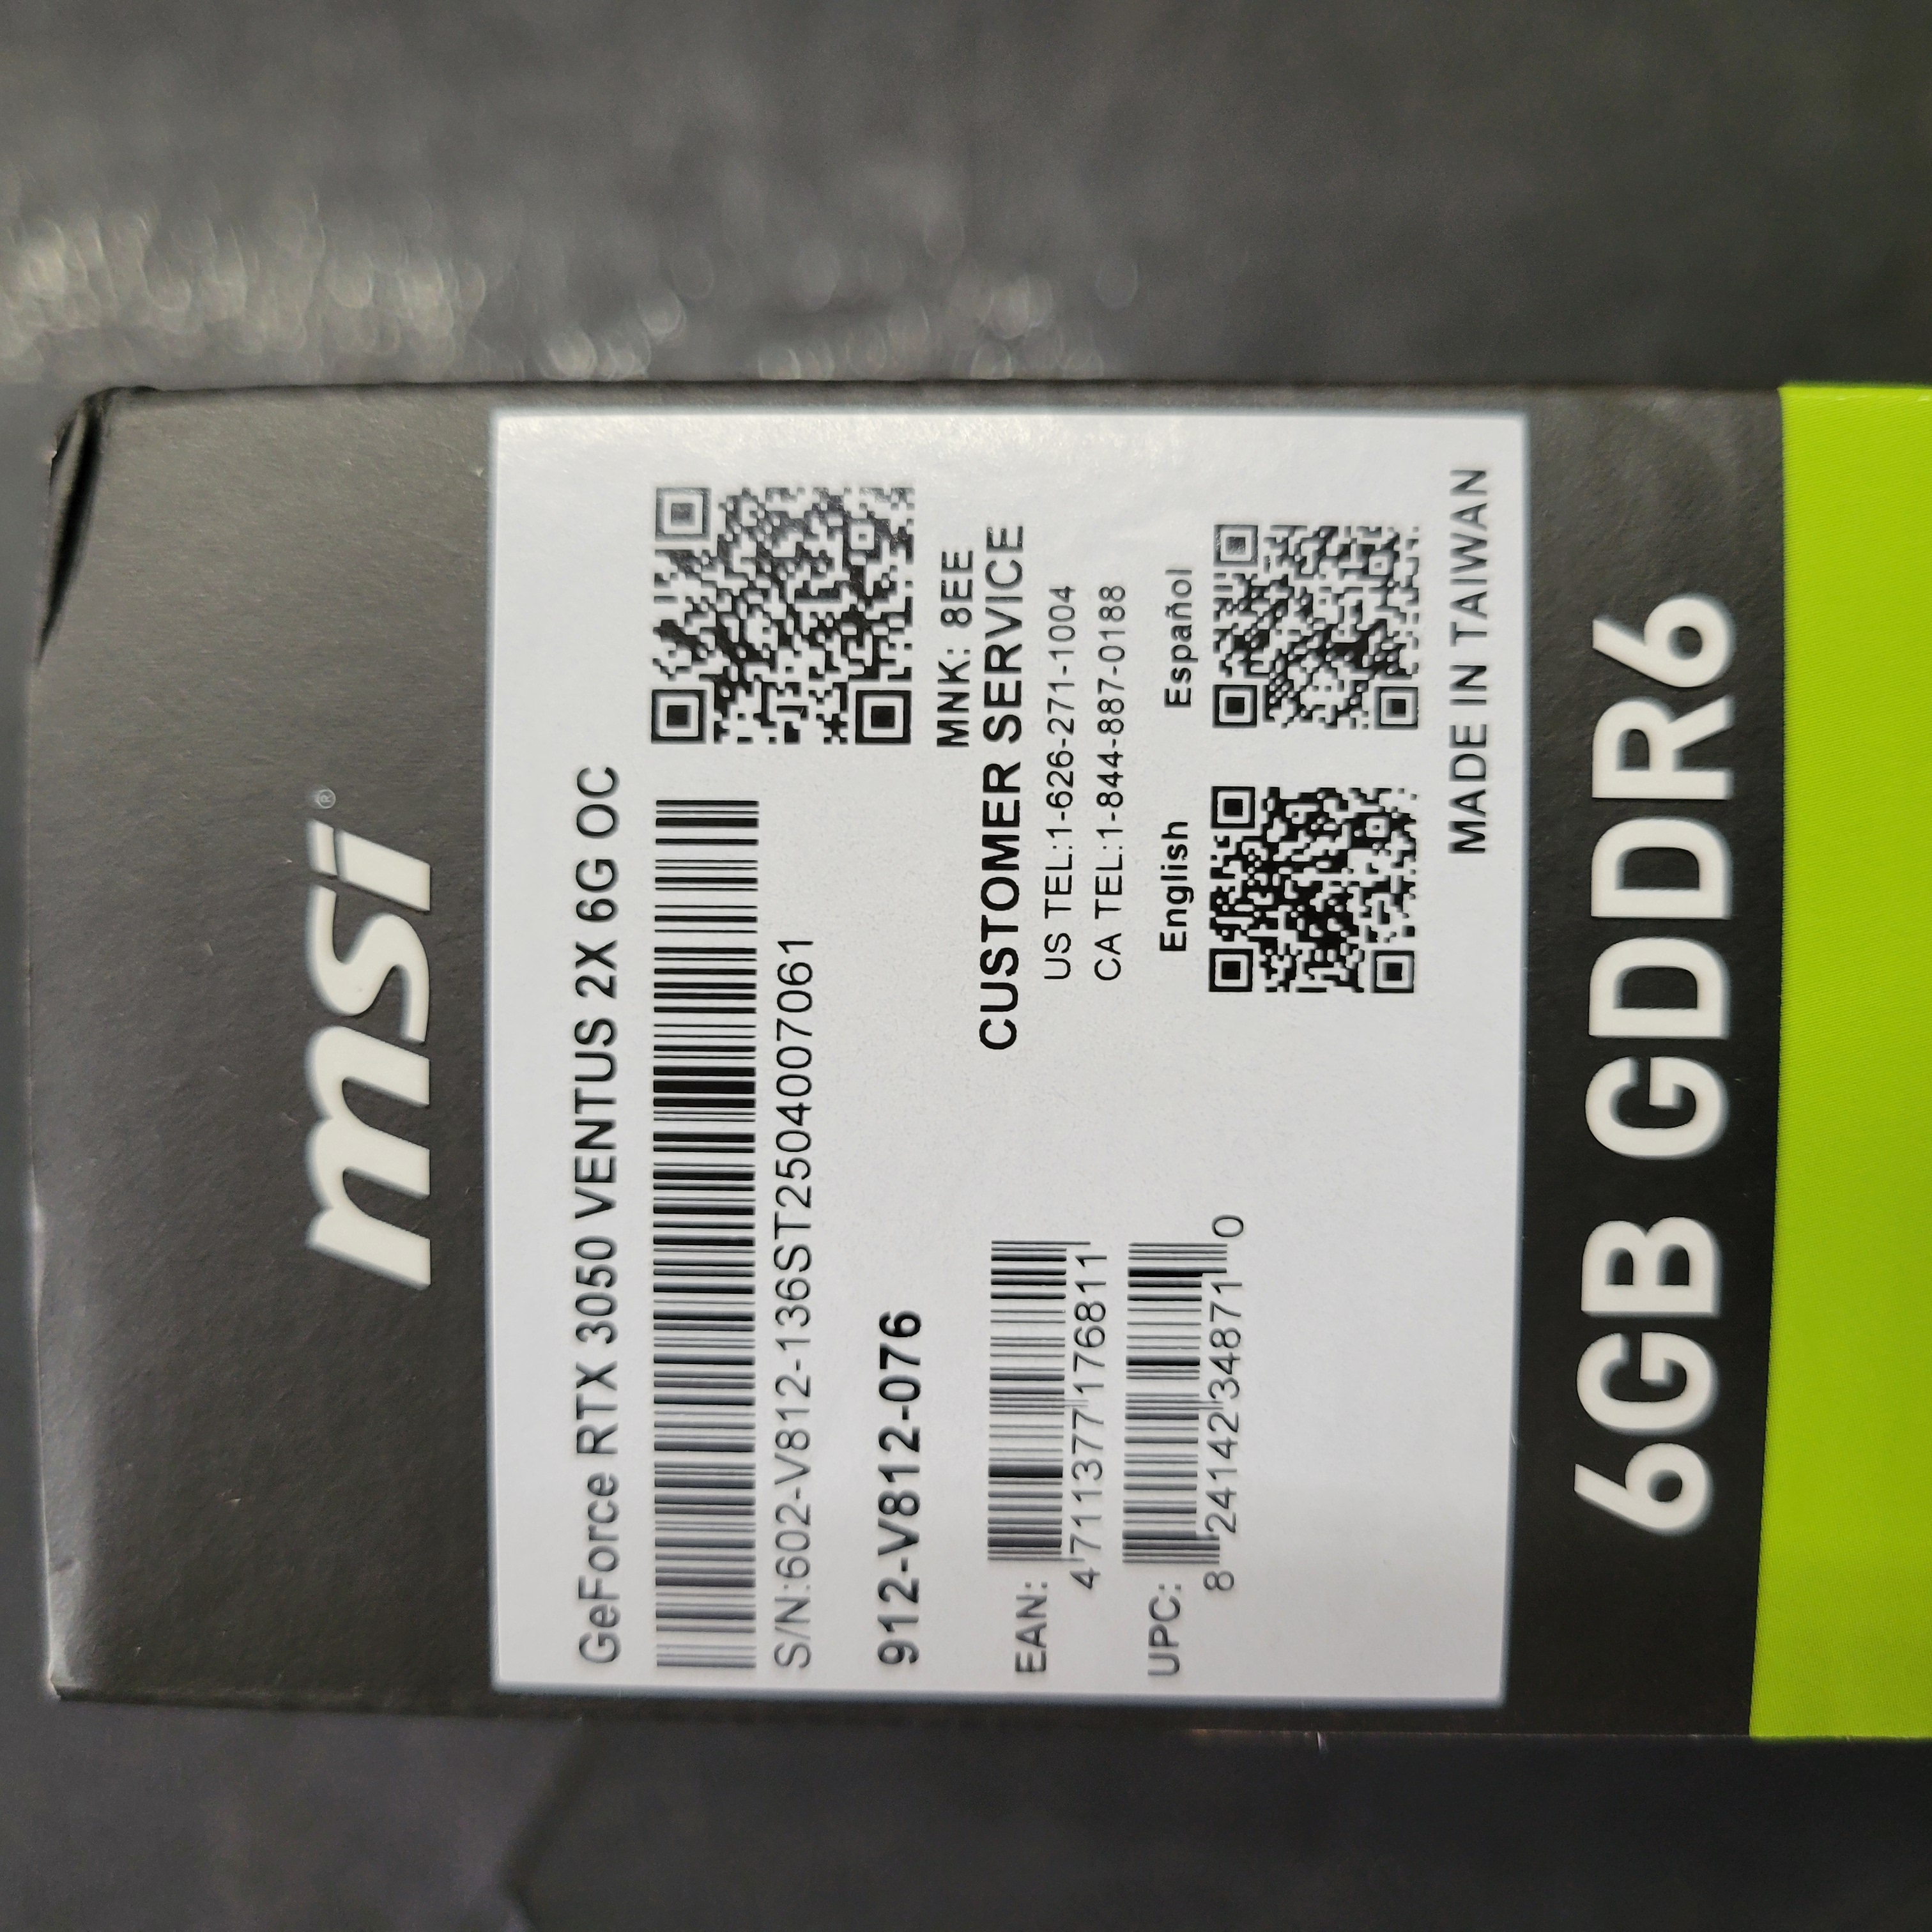 msi®
GeForce RTX 3050 VENTUS 2X 6G OC
S/N:602-V812-136ST2504007061
912-V812-076
MNK: 8EE
CUSTOMER SERVICE
US TEL:1-626-271-1004
CA TEL:1-844-887-0188
EAN:
4 711377 176811
UPC:
8 24142 34871 0
English Español
MADE IN TAIWAN
6GB GDDR6